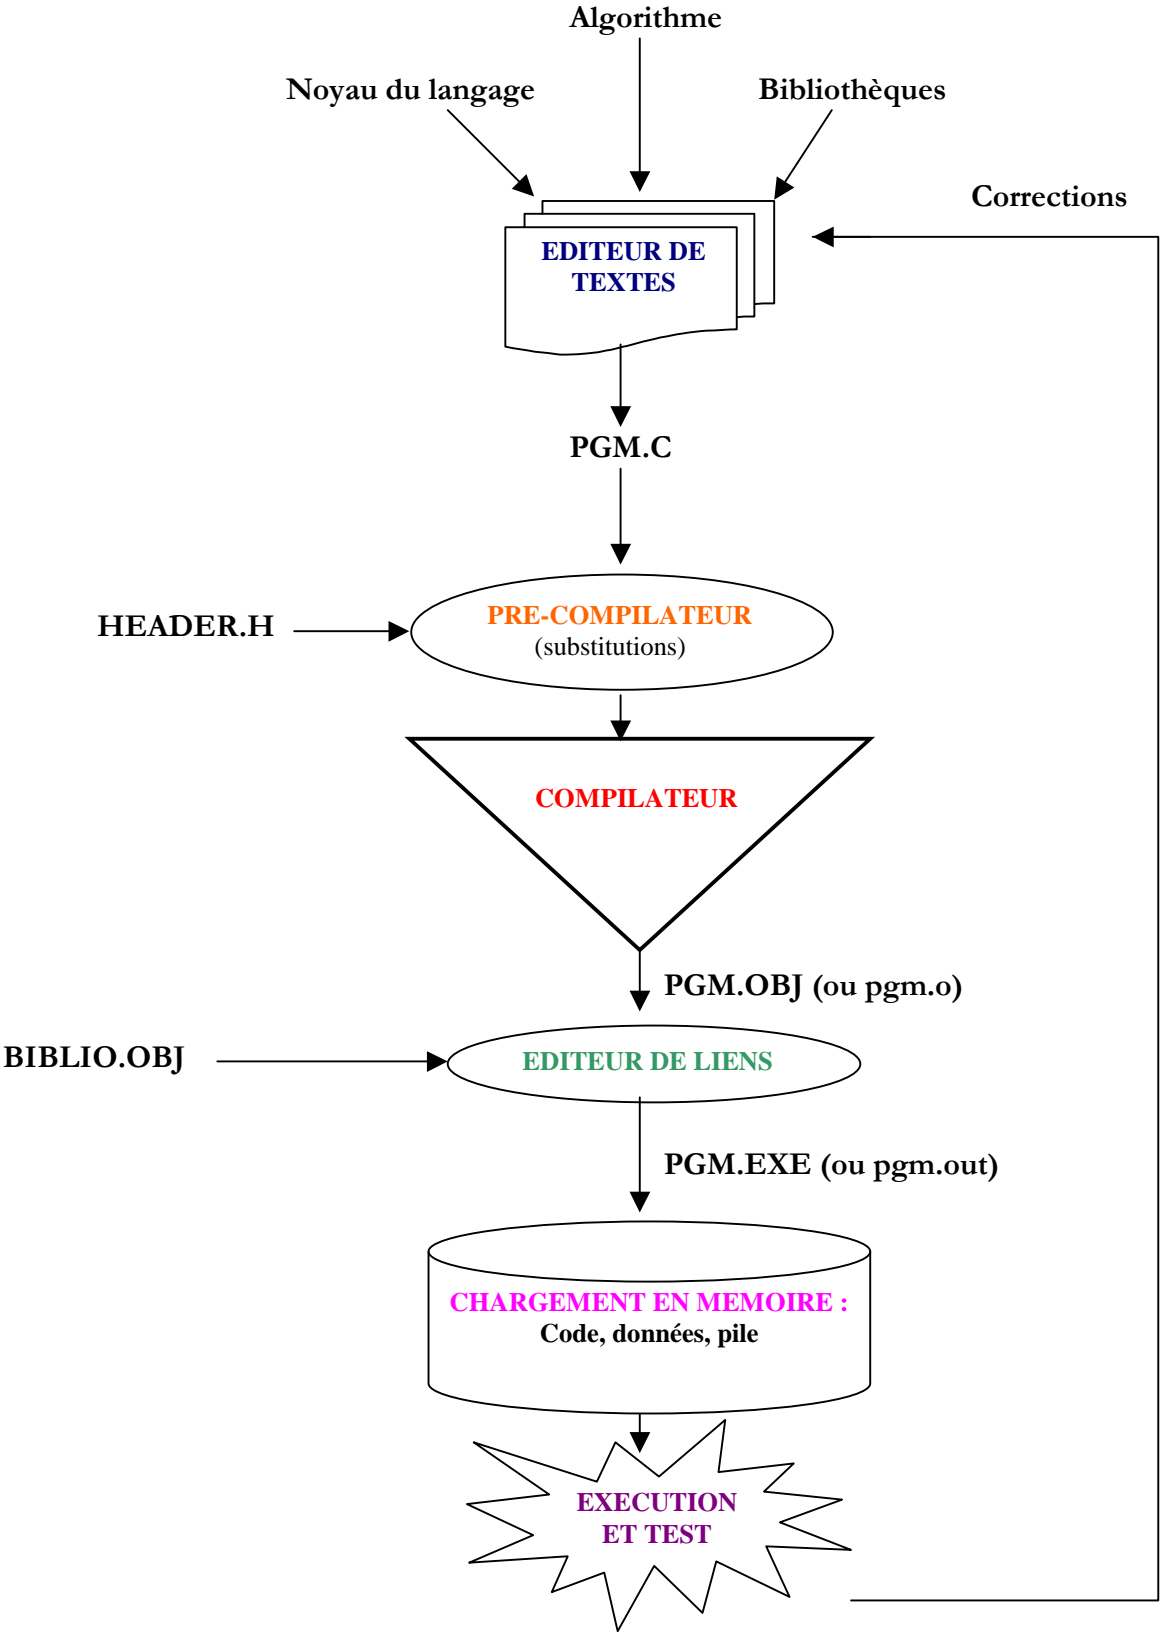 Algorithme
Noyau du langage
Bibliothèques
Corrections
EDITEUR DE
TEXTES
PGM.C
HEADER.H
PRE-COMPILATEUR
(substitutions)
COMPILATEUR
PGM.OBJ (ou pgm.o)
BIBLIO.OBJ
EDITEUR DE LIENS
PGM.EXE (ou pgm.out)
CHARGEMENT EN MEMOIRE :
Code, données, pile
EXECUTION
ET TEST